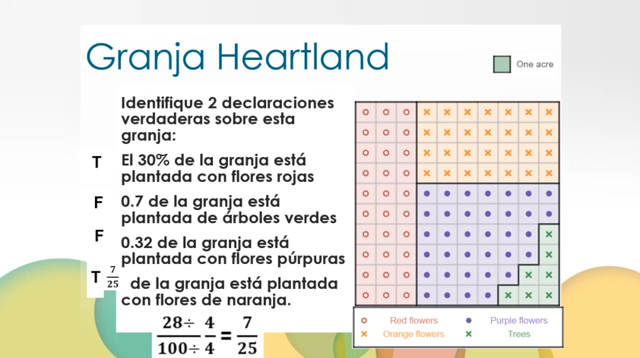 Granja Heartland
One acre
Identifique 2 declaraciones
verdaderas sobre esta
granja:
T El 30% de la granja está
plantada con flores rojas
F 0.7 de la granja está
plantada de árboles verdes
F 0.32 de la granja está
plantada con flores púrpuras
T 7/25 de la granja está plantada
con flores de naranja.
28÷ 4 = 7
100÷ 4 25
Red flowers Purple flowers
Orange flowers Trees